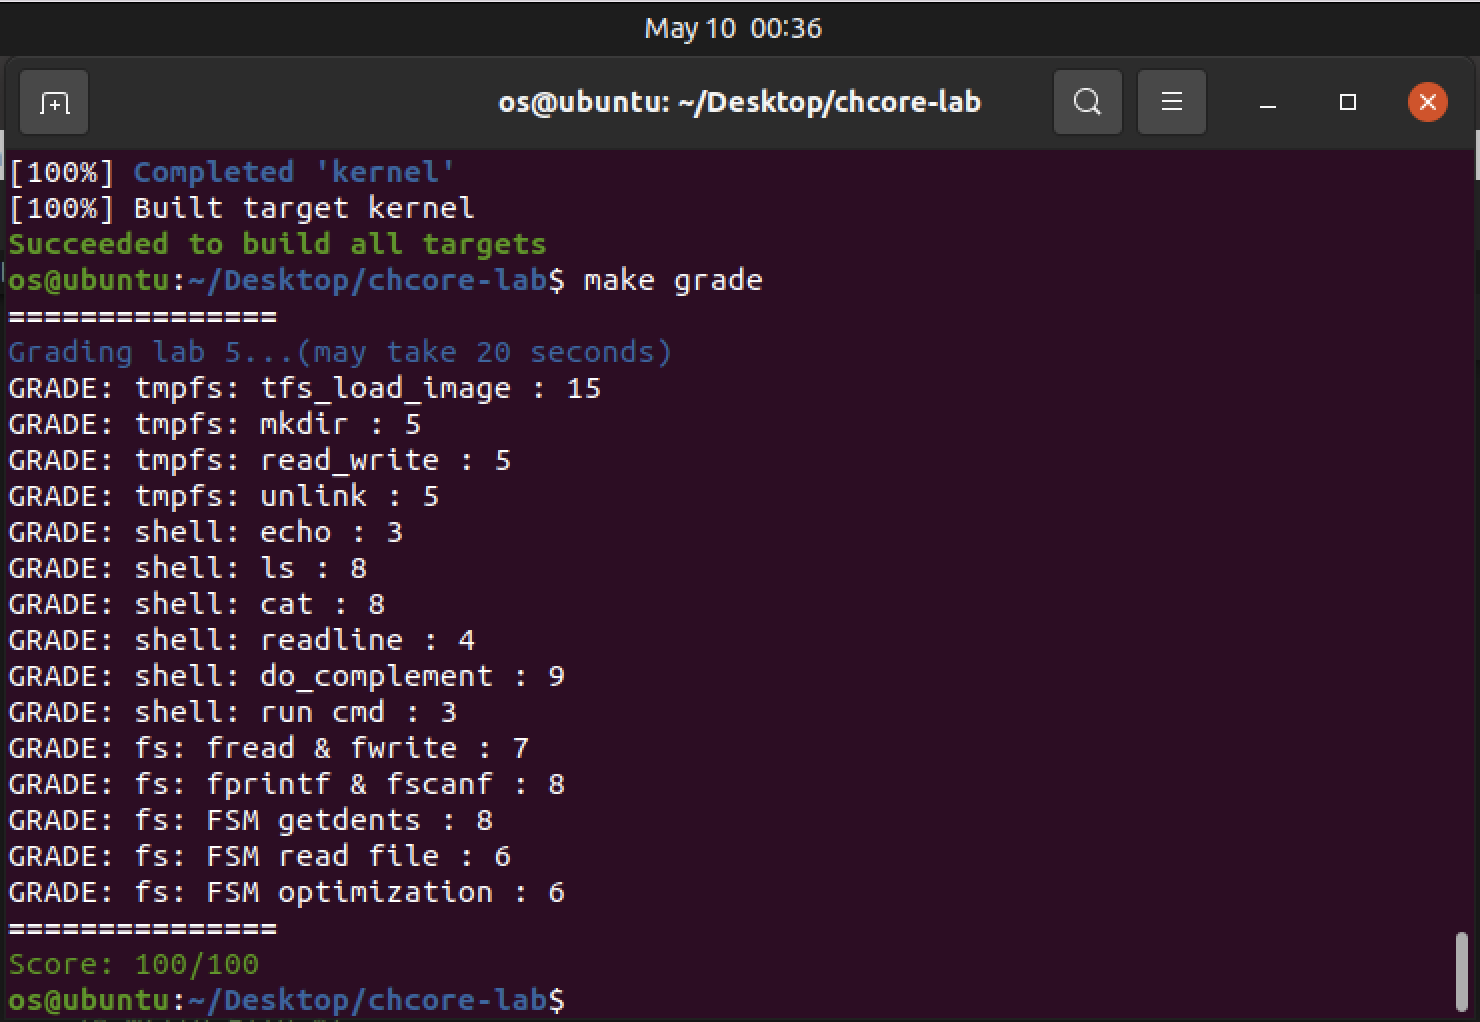 May 10 00:36
os@ubuntu: ~/Desktop/chcore-lab
[100%] Completed 'kernel'
[100%] Built target kernel
Succeeded to build all targets
os@ubuntu:~/Desktop/chcore-lab$ make grade
===============
Grading lab 5...(may take 20 seconds)
GRADE: tmpfs: tfs_load_image : 15
GRADE: tmpfs: mkdir : 5
GRADE: tmpfs: read_write : 5
GRADE: tmpfs: unlink : 5
GRADE: shell: echo : 3
GRADE: shell: ls : 8
GRADE: shell: cat : 8
GRADE: shell: readline : 4
GRADE: shell: do_complement : 9
GRADE: shell: run cmd : 3
GRADE: fs: fread & fwrite : 7
GRADE: fs: fprintf & fscanf : 8
GRADE: fs: FSM getdents : 8
GRADE: fs: FSM read file : 6
GRADE: fs: FSM optimization : 6
===============
Score: 100/100
os@ubuntu:~/Desktop/chcore-lab$